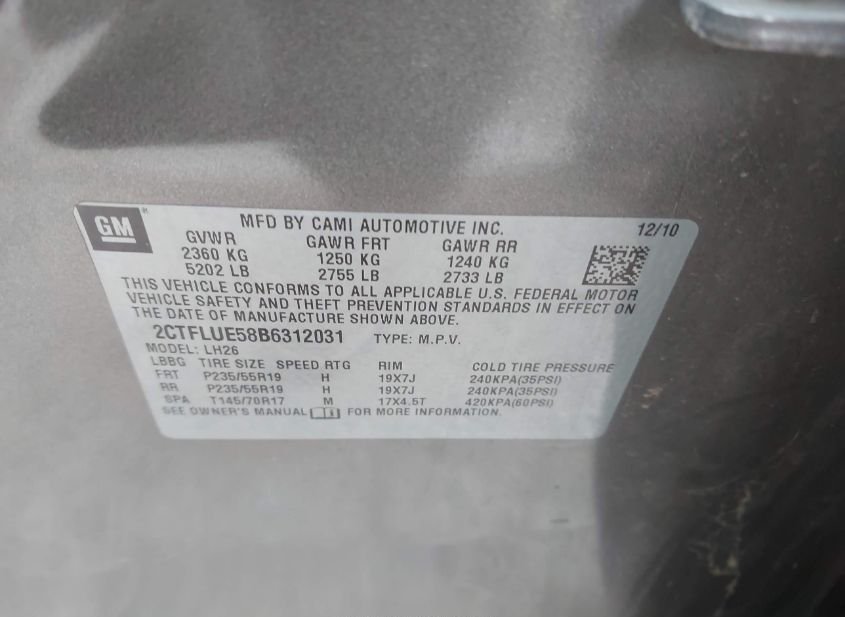 GM
MFD BY CAMI AUTOMOTIVE INC. 12/10
GVWR GAWR FRT GAWR RR
2360 KG 1250 KG 1240 KG
5202 LB 2755 LB 2733 LB
THIS VEHICLE CONFORMS TO ALL APPLICABLE U.S. FEDERAL MOTOR
VEHICLE SAFETY AND THEFT PREVENTION STANDARDS IN EFFECT ON
THE DATE OF MANUFACTURE SHOWN ABOVE.
2CTFLUE58B6312031 TYPE: M.P.V.
MODEL: LH26
LBBG TIRE SIZE SPEED RTG RIM COLD TIRE PRESSURE
FRT P235/55R19 H 19X7J 240KPA(35PSI)
RR P235/55R19 H 19X7J 240KPA(35PSI)
SPA T145/70R17 M 17X4.5T 420KPA(60PSI)
SEE OWNER'S MANUAL FOR MORE INFORMATION.